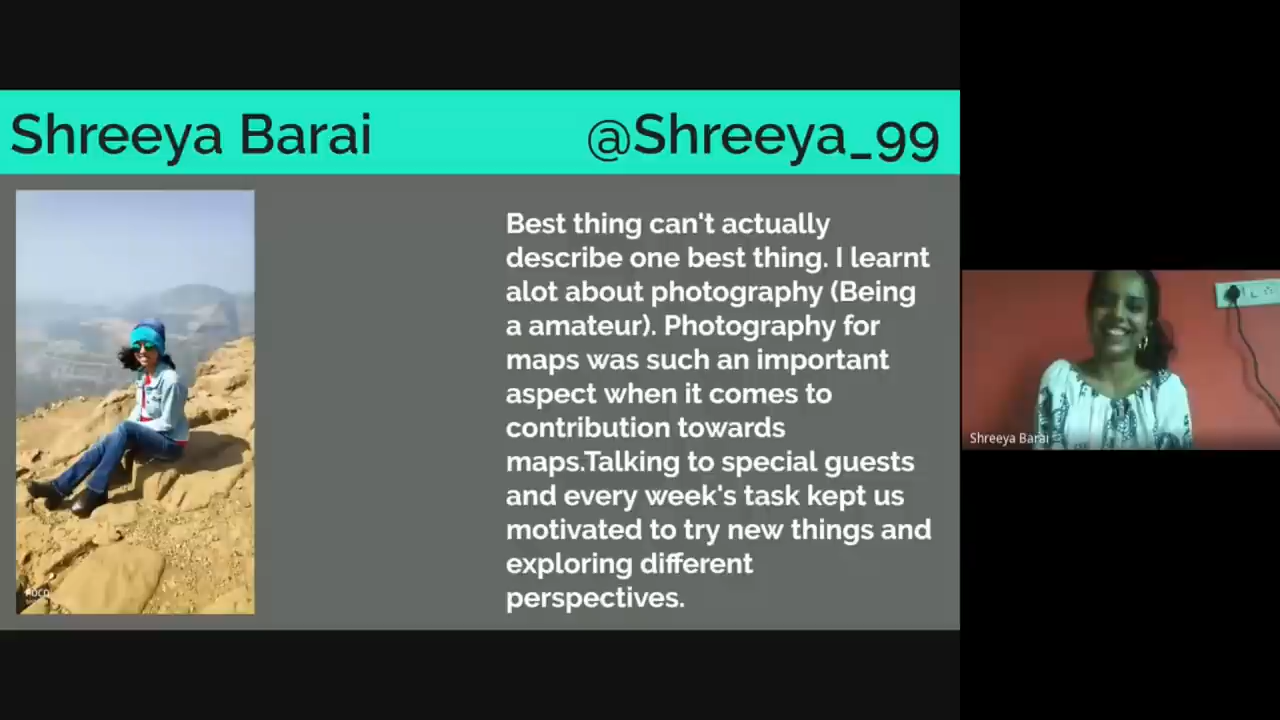 Shreeya Barai
@Shreeya_99
Best thing can't actually
describe one best thing. I learnt
alot about photography (Being
a amateur). Photography for
maps was such an important
aspect when it comes to
contribution towards
maps.Talking to special guests
and every week's task kept us
motivated to try new things and
exploring different
perspectives.
POCO
Shreeya Barai